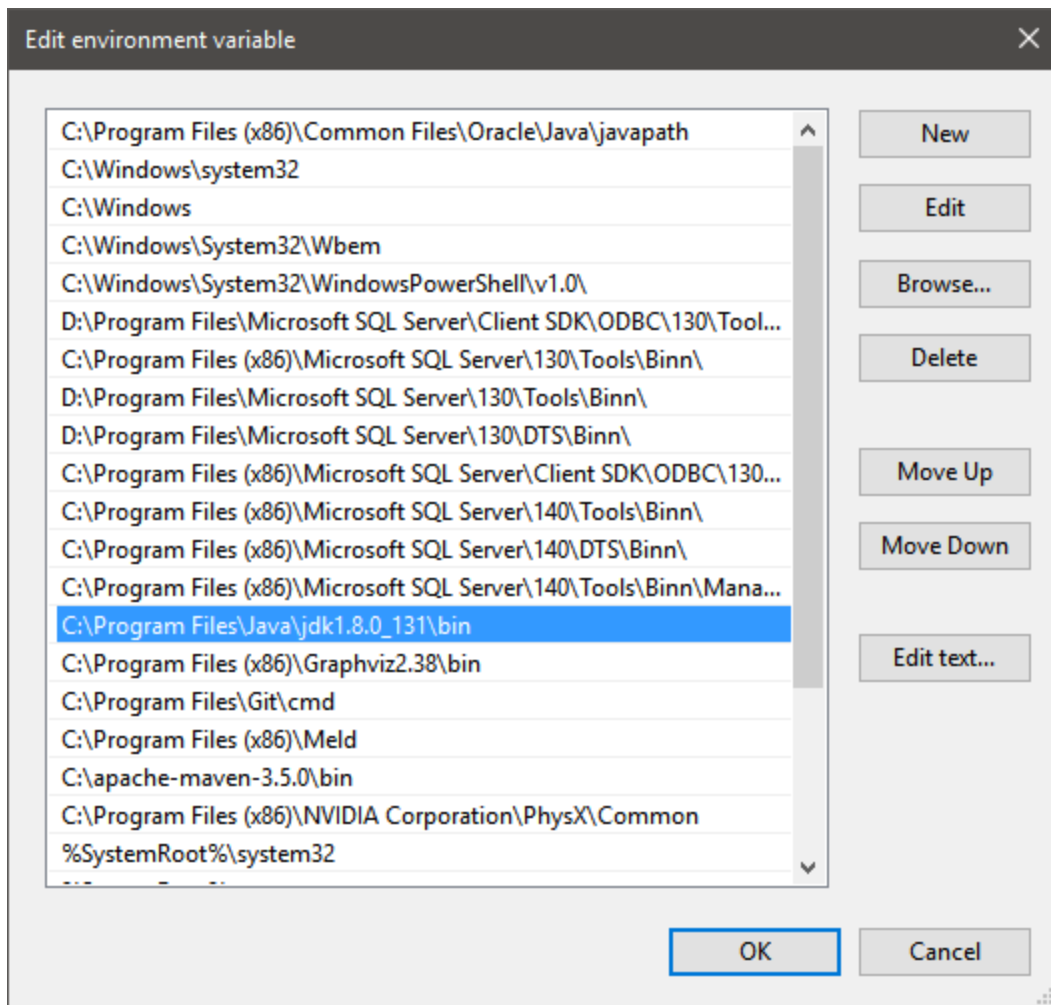 Edit environment variable
C:\Program Files (x86)\Common Files\Oracle\Java\javapath
C:\Windows\system32
C:\Windows
C:\Windows\System32\Wbem
C:\Windows\System32\WindowsPowerShell\v1.0\
D:\Program Files\Microsoft SQL Server\Client SDK\ODBC\130\Tool...
C:\Program Files (x86)\Microsoft SQL Server\130\Tools\Binn\
D:\Program Files\Microsoft SQL Server\130\Tools\Binn\
D:\Program Files\Microsoft SQL Server\130\DTS\Binn\
C:\Program Files (x86)\Microsoft SQL Server\Client SDK\ODBC\130...
C:\Program Files (x86)\Microsoft SQL Server\140\Tools\Binn\
C:\Program Files (x86)\Microsoft SQL Server\140\DTS\Binn\
C:\Program Files (x86)\Microsoft SQL Server\140\Tools\Binn\Mana...
C:\Program Files\Java\jdk1.8.0_131\bin
C:\Program Files (x86)\Graphviz2.38\bin
C:\Program Files\Git\cmd
C:\Program Files (x86)\Meld
C:\apache-maven-3.5.0\bin
C:\Program Files (x86)\NVIDIA Corporation\PhysX\Common
%SystemRoot%\system32
New
Edit
Browse...
Delete
Move Up
Move Down
Edit text...
OK
Cancel